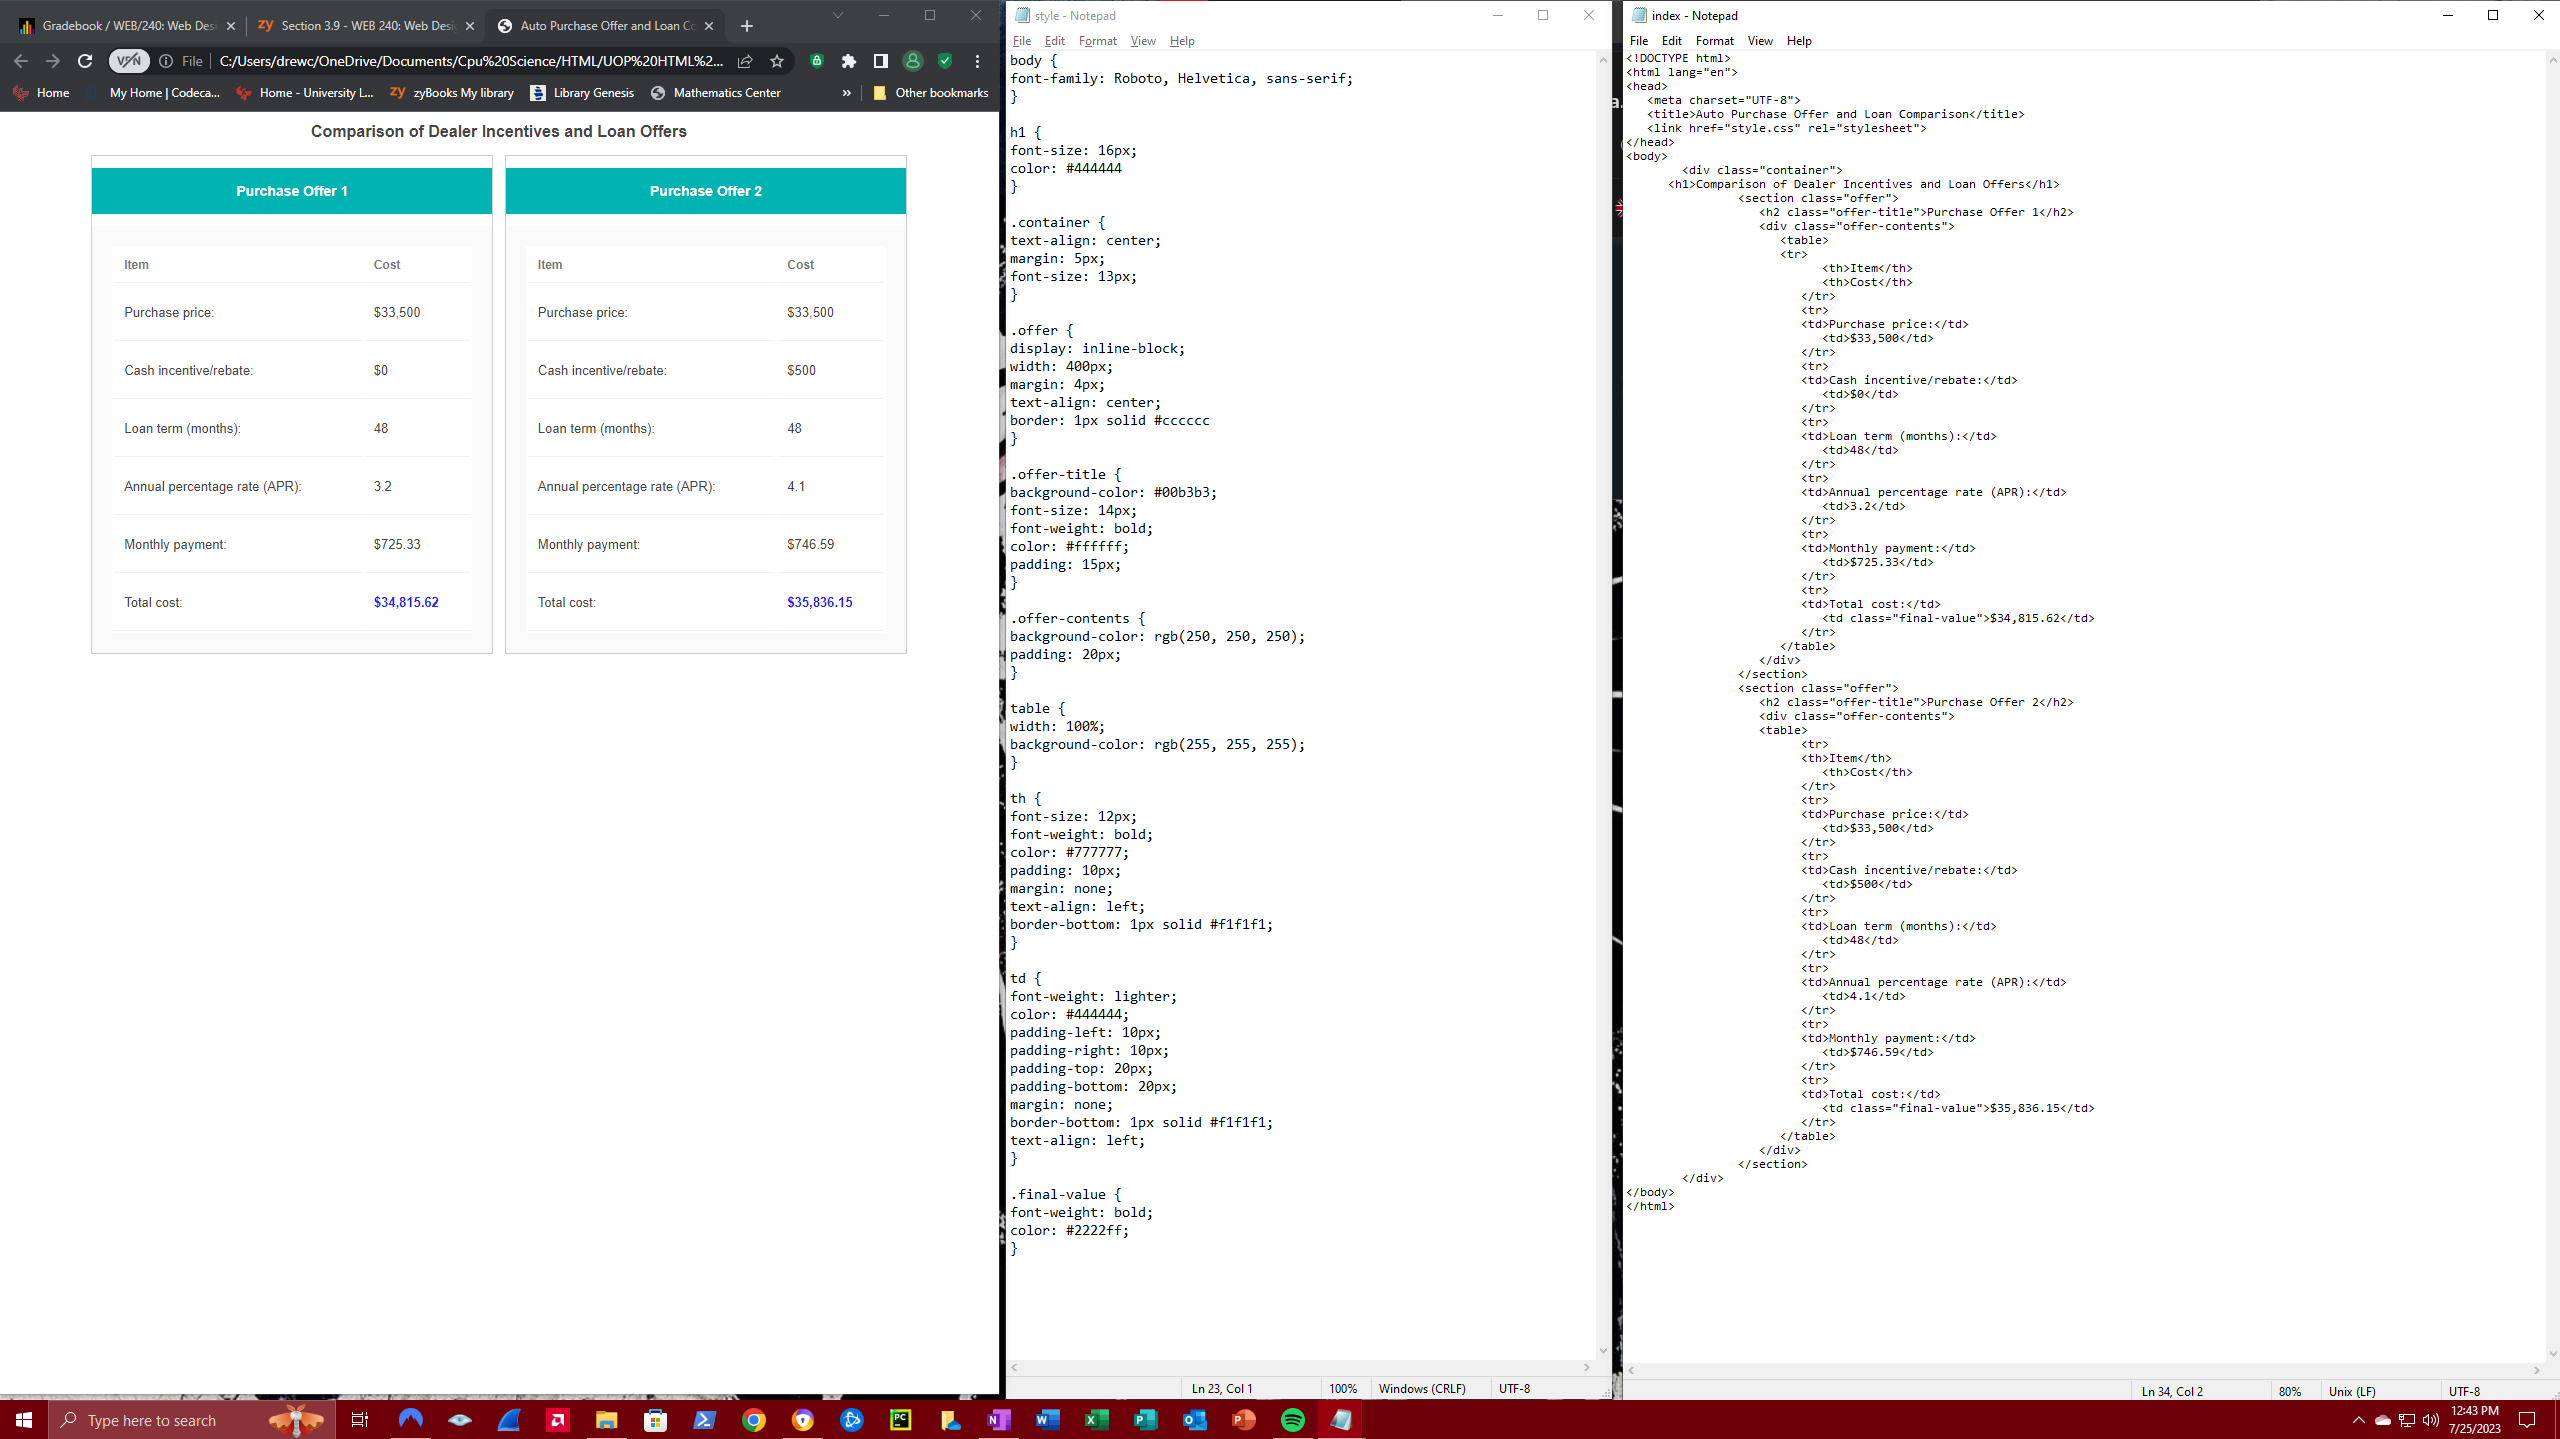 Gradebook / WEB/240: Web Des
Section 3.9 - WEB 240: Web Desi
Auto Purchase Offer and Loan Co
VPN
File
C:/Users/drewc/OneDrive/Documents/Cpu%20Science/HTML/UOP%20HTML%2...
Home
My Home | Codeca...
Home - University L...
zy zyBooks My library
Library Genesis
Mathematics Center
»
Other bookmarks
Comparison of Dealer Incentives and Loan Offers
Purchase Offer 1
Item Cost
Purchase price: $33,500
Cash incentive/rebate: $0
Loan term (months): 48
Annual percentage rate (APR): 3.2
Monthly payment: $725.33
Total cost: $34,815.62
Purchase Offer 2
Item Cost
Purchase price: $33,500
Cash incentive/rebate: $500
Loan term (months): 48
Annual percentage rate (APR): 4.1
Monthly payment: $746.59
Total cost: $35,836.15
style - Notepad
File Edit Format View Help
body {
font-family: Roboto, Helvetica, sans-serif;
}
h1 {
font-size: 16px;
color: #444444
}
.container {
text-align: center;
margin: 5px;
font-size: 13px;
}
.offer {
display: inline-block;
width: 400px;
margin: 4px;
text-align: center;
border: 1px solid #cccccc
}
.offer-title {
background-color: #00b3b3;
font-size: 14px;
font-weight: bold;
color: #ffffff;
padding: 15px;
}
.offer-contents {
background-color: rgb(250, 250, 250);
padding: 20px;
}
table {
width: 100%;
background-color: rgb(255, 255, 255);
}
th {
font-size: 12px;
font-weight: bold;
color: #777777;
padding: 10px;
margin: none;
text-align: left;
border-bottom: 1px solid #f1f1f1;
}
td {
font-weight: lighter;
color: #444444;
padding-left: 10px;
padding-right: 10px;
padding-top: 20px;
padding-bottom: 20px;
margin: none;
border-bottom: 1px solid #f1f1f1;
text-align: left;
}
.final-value {
font-weight: bold;
color: #2222ff;
}
Ln 23, Col 1 100% Windows (CRLF) UTF-8
index - Notepad
File Edit Format View Help
<!DOCTYPE html>
<html lang="en">
<head>
<meta charset="UTF-8">
<title>Auto Purchase Offer and Loan Comparison</title>
<link href="style.css" rel="stylesheet">
</head>
<body>
<div class="container">
<h1>Comparison of Dealer Incentives and Loan Offers</h1>
<section class="offer">
<h2 class="offer-title">Purchase Offer 1</h2>
<div class="offer-contents">
<table>
<tr>
<th>Item</th>
<th>Cost</th>
</tr>
<tr>
<td>Purchase price:</td>
<td>$33,500</td>
</tr>
<tr>
<td>Cash incentive/rebate:</td>
<td>$0</td>
</tr>
<tr>
<td>Loan term (months):</td>
<td>48</td>
</tr>
<tr>
<td>Annual percentage rate (APR):</td>
<td>3.2</td>
</tr>
<tr>
<td>Monthly payment:</td>
<td>$725.33</td>
</tr>
<tr>
<td>Total cost:</td>
<td class="final-value">$34,815.62</td>
</tr>
</table>
</div>
</section>
<section class="offer">
<h2 class="offer-title">Purchase Offer 2</h2>
<div class="offer-contents">
<table>
<tr>
<th>Item</th>
<th>Cost</th>
</tr>
<tr>
<td>Purchase price:</td>
<td>$33,500</td>
</tr>
<tr>
<td>Cash incentive/rebate:</td>
<td>$500</td>
</tr>
<tr>
<td>Loan term (months):</td>
<td>48</td>
</tr>
<tr>
<td>Annual percentage rate (APR):</td>
<td>4.1</td>
</tr>
<tr>
<td>Monthly payment:</td>
<td>$746.59</td>
</tr>
<tr>
<td>Total cost:</td>
<td class="final-value">$35,836.15</td>
</tr>
</table>
</div>
</section>
</div>
</body>
</html>
Ln 34, Col 2 80% Unix (LF) UTF-8
Type here to search
12:43 PM
7/25/2023